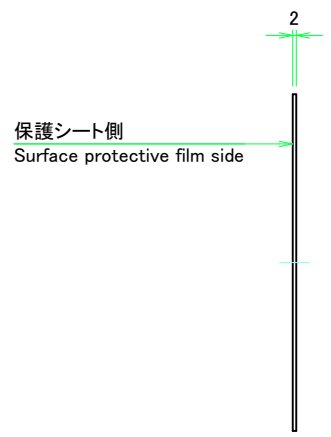 2
保護シート側
Surface protective film side